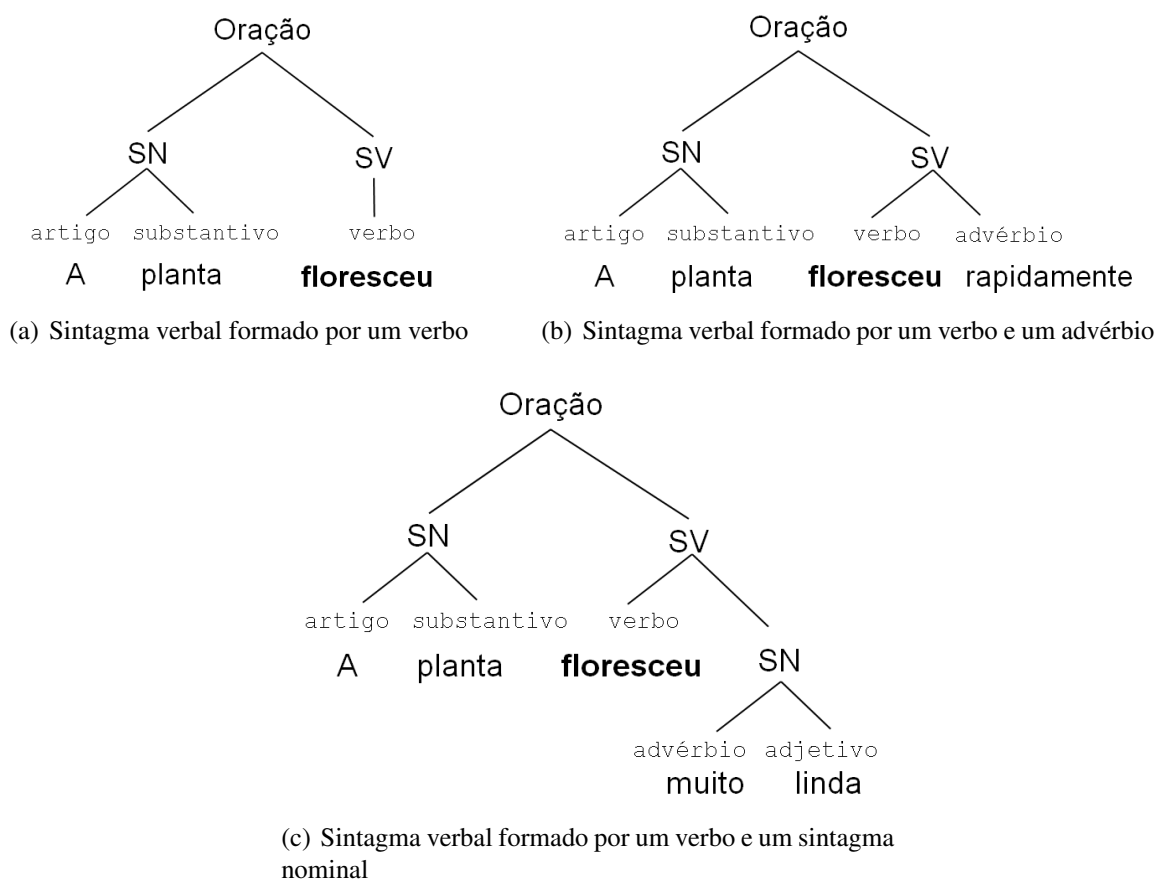 Oração
SN SV
artigo substantivo verbo
A planta floresceu
(a) Sintagma verbal formado por um verbo
Oração
SN SV
artigo substantivo verbo advérbio
A planta floresceu rapidamente
(b) Sintagma verbal formado por um verbo e um advérbio
Oração
SN SV
artigo substantivo verbo
A planta floresceu SN
advérbio adjetivo
muito linda
(c) Sintagma verbal formado por um verbo e um sintagma
nominal